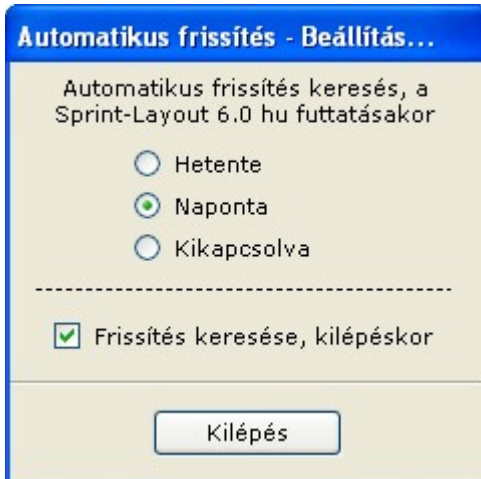 Automatikus frissítés - Beállítás...
Automatikus frissítés keresés, a
Sprint-Layout 6.0 hu futtatásakor
Hetente
Naponta
Kikapcsolva
Frissítés keresése, kilépéskor
Kilépés